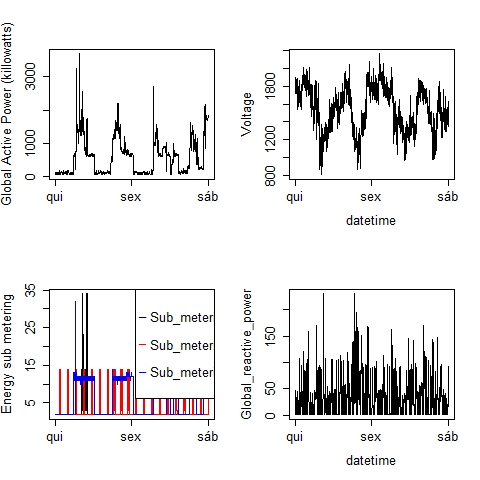 Global Active Power (kilowatts)
3000
1000
0
qui
sex
sáb
Voltage
1800
1200
800
qui
sex
sáb
datetime
Energy sub metering
35
25
15
5
Sub_meter
Sub_meter
Sub_meter
qui
sex
sáb
Global_reactive_power
150
50
0
qui
sex
sáb
datetime